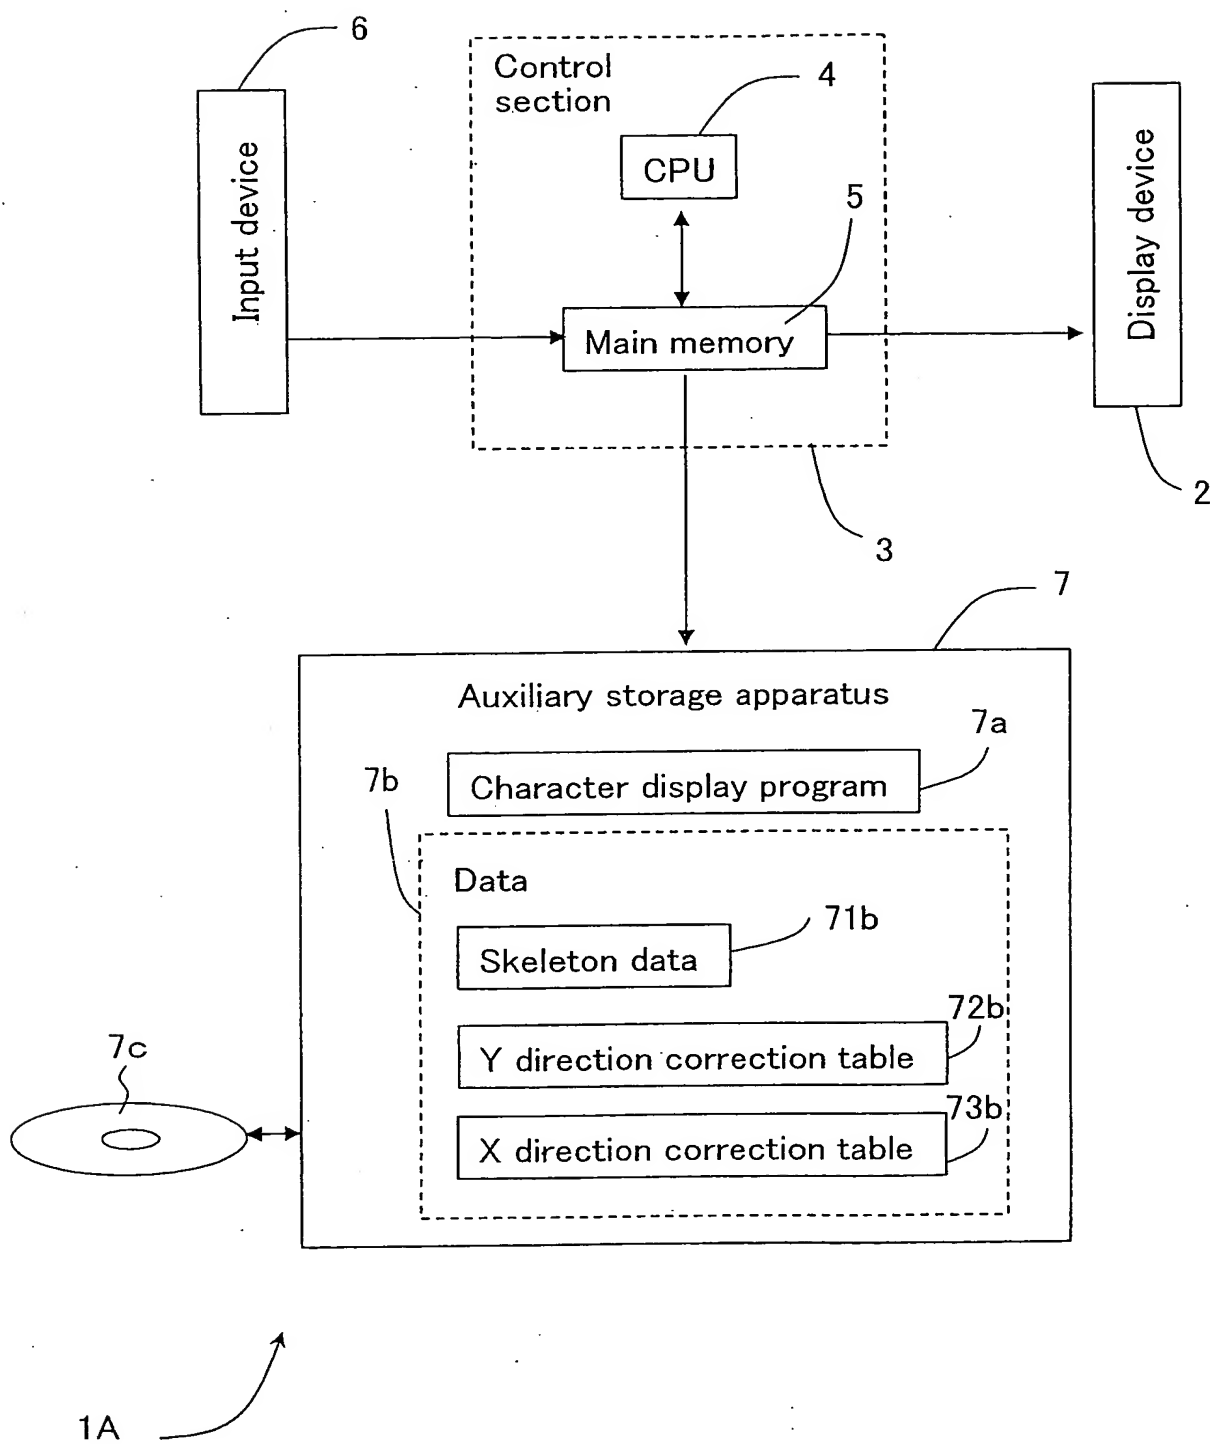 6
Control
section
4
CPU
5
Input device
Display device
Main memory
2
3
7
Auxiliary storage apparatus
7a
7b
Character display program
Data
71b
Skeleton data
72b
Y direction correction table
7c
73b
X direction correction table
1A